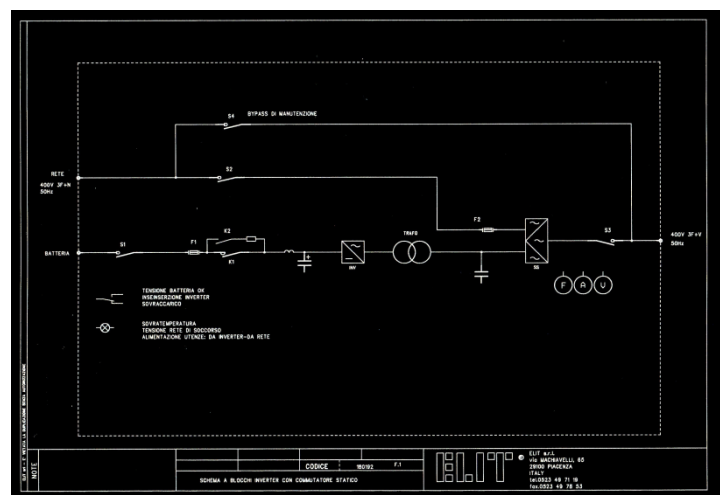 S4 BYPASS DI MANUTENZIONE
RETE
400V 3F+N
50Hz
S2
F2
S3
400V 3F+V
50Hz
BATTERIA
S1
F1
K2
K1
INV
TRAFO
SS
F A V
TENSIONE BATTERIA OK
INSEINSERZIONE INVERTER
SOVRACCARICO
SOVRATEMPERATURA
TENSIONE RETE DI SOCCORSO
ALIMENTAZIONE UTENZE: DA INVERTER-DA RETE
NOTE
CODICE : 180192 F.1
SCHEMA A BLOCCHI INVERTER CON COMMUTATORE STATICO
ELIT
ELIT s.r.l.
via MACHIAVELLI,
29100 PIACENZA
ITALY
tel.0523 49 71 19
fax.0523 49 78 53